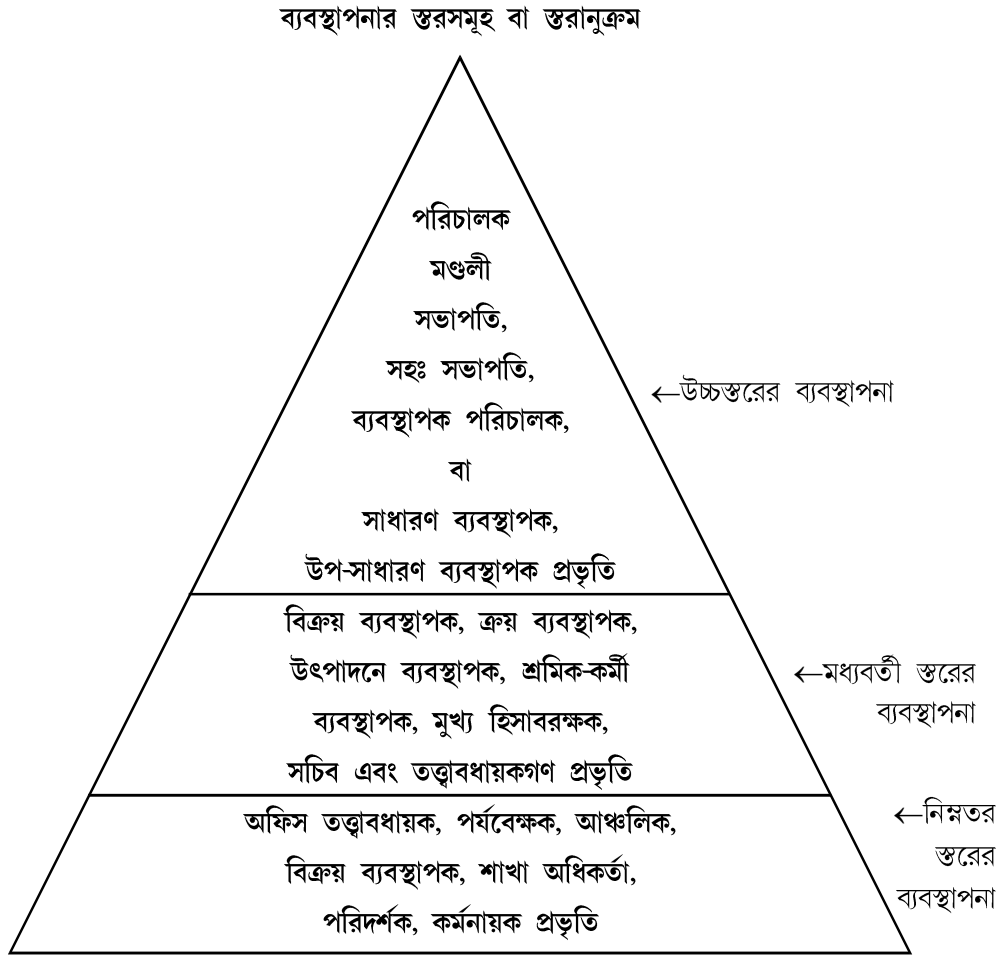 ব্যবস্থাপনার স্তরসমূহ বা স্তরানুক্রম
পরিচালক
মণ্ডলী
সভাপতি,
সহঃ সভাপতি,
ব্যবস্থাপক পরিচালক,
বা
সাধারণ ব্যবস্থাপক,
উপ-সাধারণ ব্যবস্থাপক প্রভৃতি
←উচ্চস্তরের ব্যবস্থাপনা
বিক্রয় ব্যবস্থাপক, ক্রয় ব্যবস্থাপক,
উৎপাদনে ব্যবস্থাপক, শ্রমিক-কর্মী
ব্যবস্থাপক, মুখ্য হিসাবরক্ষক,
সচিব এবং তত্ত্বাবধায়কগণ প্রভৃতি
←মধ্যবর্তী স্তরের
ব্যবস্থাপনা
অফিস তত্ত্বাবধায়ক, পর্যবেক্ষক, আঞ্চলিক,
বিক্রয় ব্যবস্থাপক, শাখা অধিকর্তা,
পরিদর্শক, কর্মনায়ক প্রভৃতি
←নিম্নতর
স্তরের
ব্যবস্থাপনা